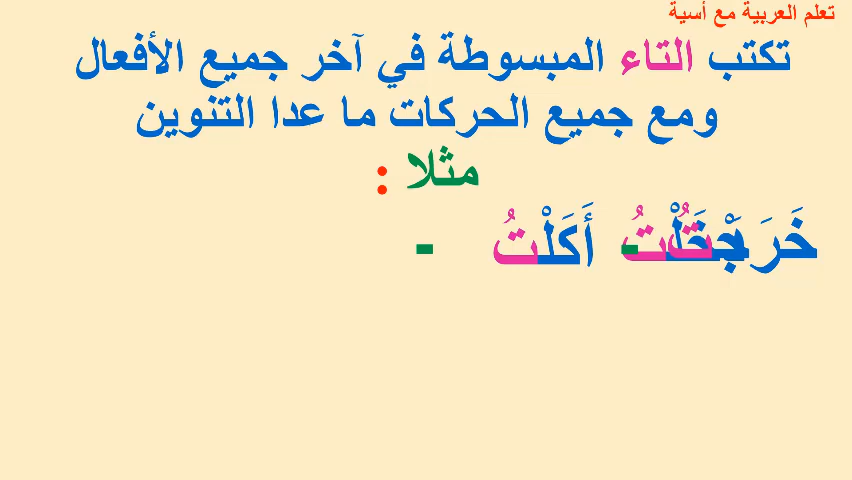 تعلم العربية مع أسية
تكتب التاء المبسوطة في آخر جميع الأفعال
ومع جميع الحركات ما عدا التنوين
مثلا :
خَرَجْتُ - أَكَلْتُ -